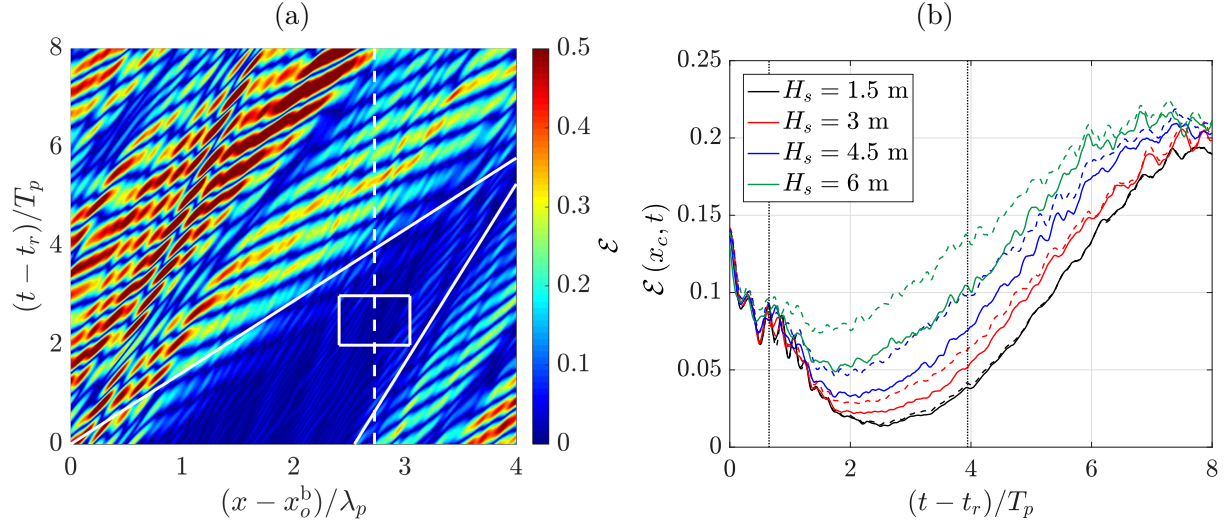 (a)
8
6
4
2
0
(t − t_r)/T_p
0 1 2 3 4
(x − x_o^b)/λ_p
0.5
0.4
0.3
0.2
0.1
0
ℰ
(b)
0.25
0.2
0.15
0.1
0.05
0
ℰ (x_c, t)
H_s = 1.5 m
H_s = 3 m
H_s = 4.5 m
H_s = 6 m
0 2 4 6 8
(t − t_r)/T_p